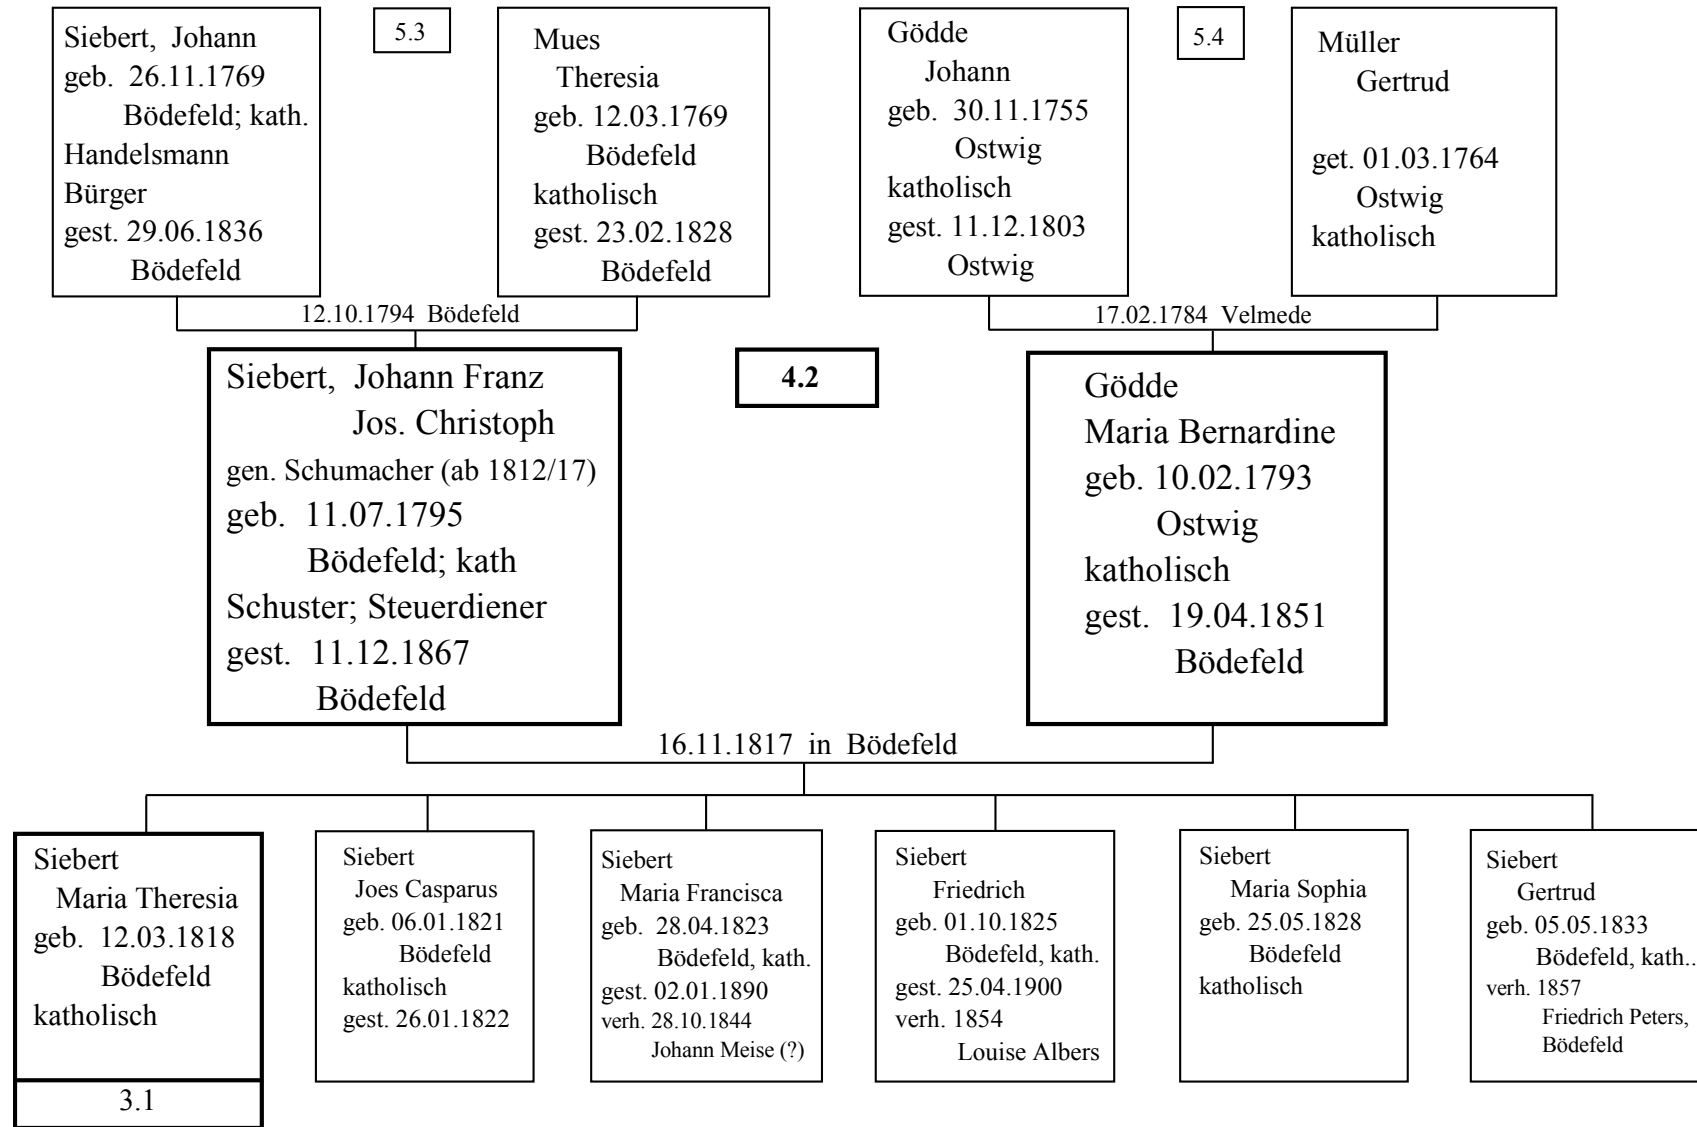 Siebert, Johann
geb. 26.11.1769
Bödefeld; kath.
Handelsmann
Bürger
gest. 29.06.1836
Bödefeld
5.3
Mues
Theresia
geb. 12.03.1769
Bödefeld
katholisch
gest. 23.02.1828
Bödefeld
Gödde
Johann
geb. 30.11.1755
Ostwig
katholisch
gest. 11.12.1803
Ostwig
5.4
Müller
Gertrud
get. 01.03.1764
Ostwig
katholisch
12.10.1794 Bödefeld
17.02.1784 Velmede
Siebert, Johann Franz
Jos. Christoph
gen. Schumacher (ab 1812/17)
geb. 11.07.1795
Bödefeld; kath
Schuster; Steuerdiener
gest. 11.12.1867
Bödefeld
4.2
Gödde
Maria Bernardine
geb. 10.02.1793
Ostwig
katholisch
gest. 19.04.1851
Bödefeld
16.11.1817 in Bödefeld
Siebert
Maria Theresia
geb. 12.03.1818
Bödefeld
katholisch
3.1
Siebert
Joes Casparus
geb. 06.01.1821
Bödefeld
katholisch
gest. 26.01.1822
Siebert
Maria Francisca
geb. 28.04.1823
Bödefeld, kath.
gest. 02.01.1890
verh. 28.10.1844
Johann Meise (?)
Siebert
Friedrich
geb. 01.10.1825
Bödefeld, kath.
gest. 25.04.1900
verh. 1854
Louise Albers
Siebert
Maria Sophia
geb. 25.05.1828
Bödefeld
katholisch
Siebert
Gertrud
geb. 05.05.1833
Bödefeld, kath..
verh. 1857
Friedrich Peters,
Bödefeld